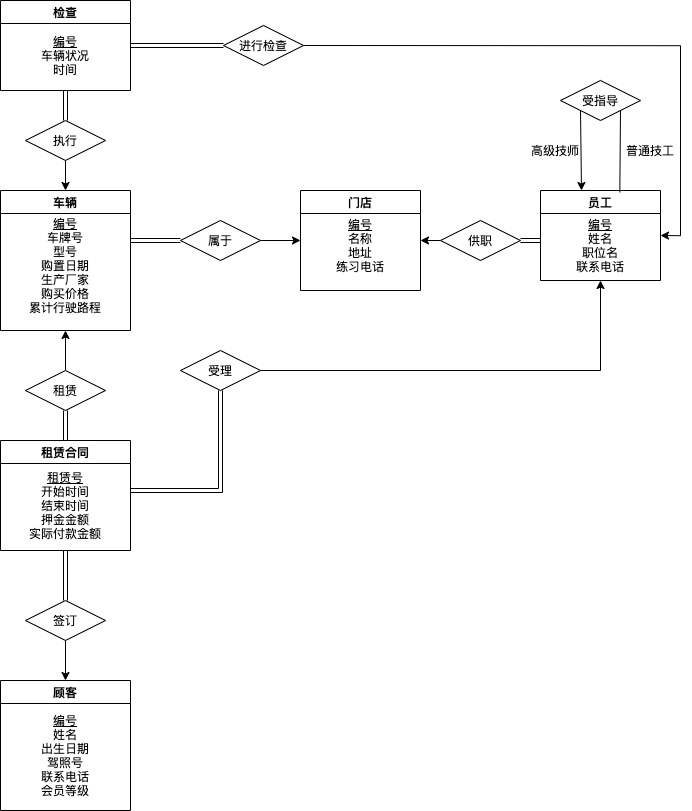 检查
编号
车辆状况
时间
进行检查
执行
受指导
高级技师
普通技工
车辆
编号
车牌号
型号
购置日期
生产厂家
购买价格
累计行驶路程
属于
门店
编号
名称
地址
练习电话
供职
员工
编号
姓名
职位名
联系电话
租赁
受理
租赁合同
租赁号
开始时间
结束时间
押金金额
实际付款金额
签订
顾客
编号
姓名
出生日期
驾照号
联系电话
会员等级